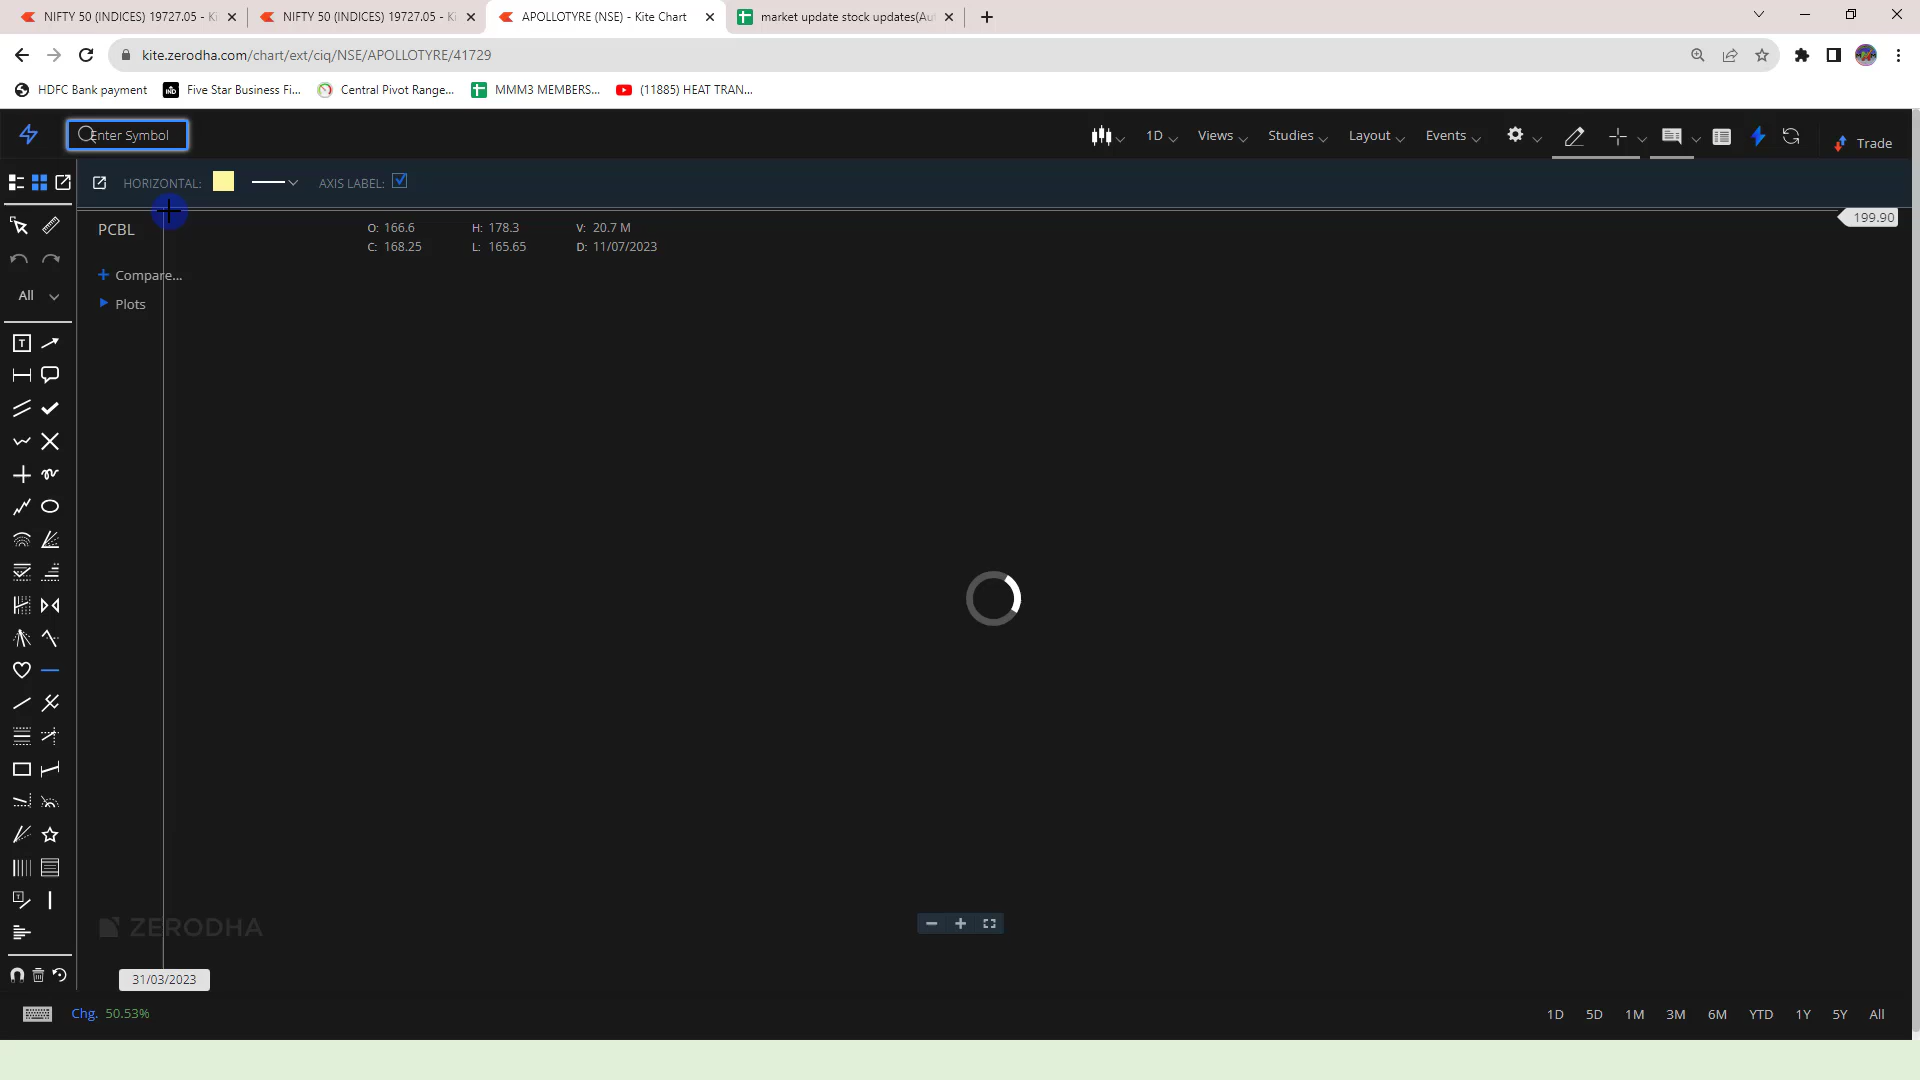 NIFTY 50 (INDICES) 19727.05 - Ki
NIFTY 50 (INDICES) 19727.05 - Ki
APOLLOTYRE (NSE) - Kite Chart
market update stock updates(Au
kite.zerodha.com/chart/ext/ciq/NSE/APOLLOTYRE/41729
HDFC Bank payment
Five Star Business Fi...
Central Pivot Range...
MMM3 MEMBERS...
(11885) HEAT TRAN...
Enter Symbol
1D
Views
Studies
Layout
Events
Trade
HORIZONTAL:
AXIS LABEL:
199.90
PCBL
O: 166.6 H: 178.3 V: 20.7 M
C: 168.25 L: 165.65 D: 11/07/2023
+ Compare...
Plots
All
ZERODHA
31/03/2023
Chg. 50.53%
1D 5D 1M 3M 6M YTD 1Y 5Y All